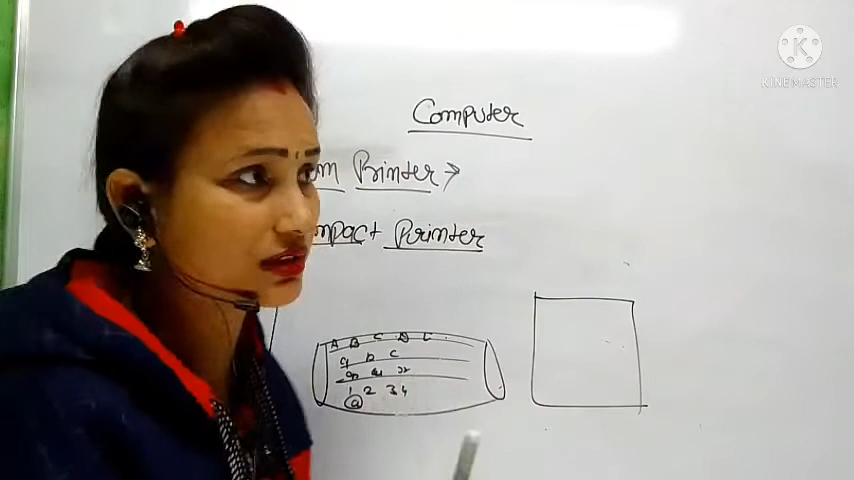 Computer
Printer →
Printer
A B C D
a b c
1 2 3 4
a
K
KINEMASTER